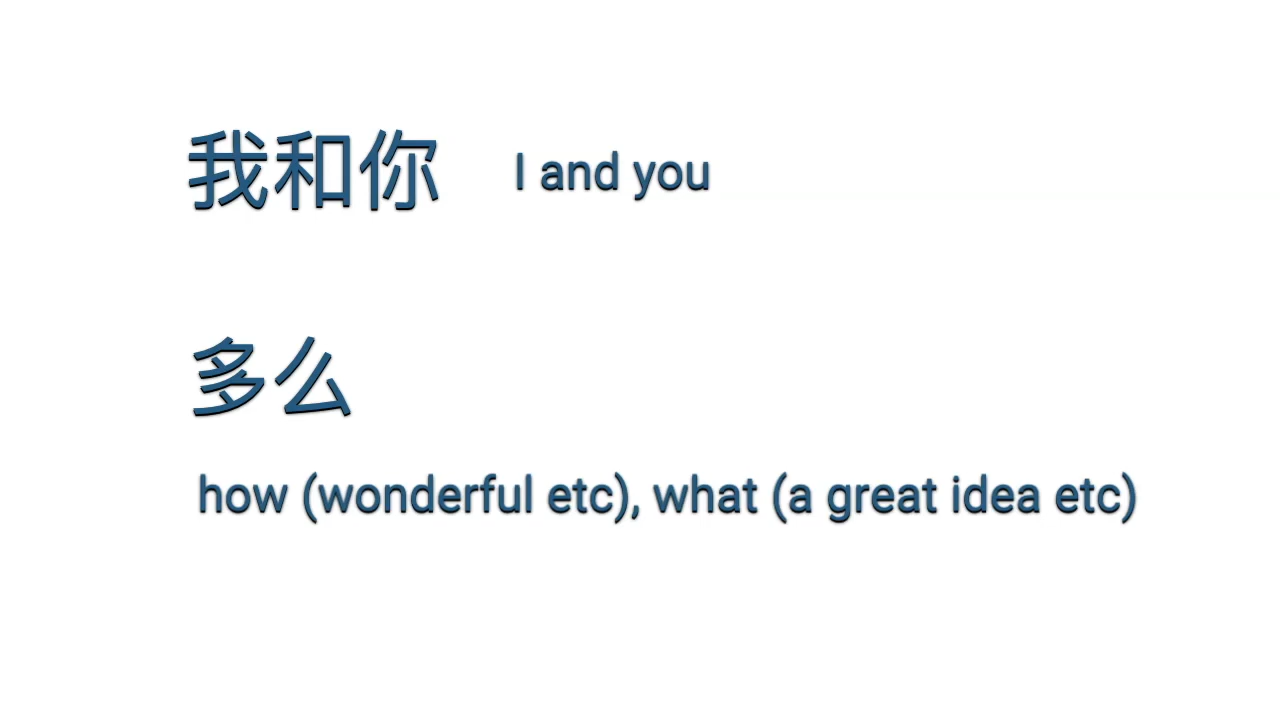 我和你 I and you
多么
how (wonderful etc), what (a great idea etc)